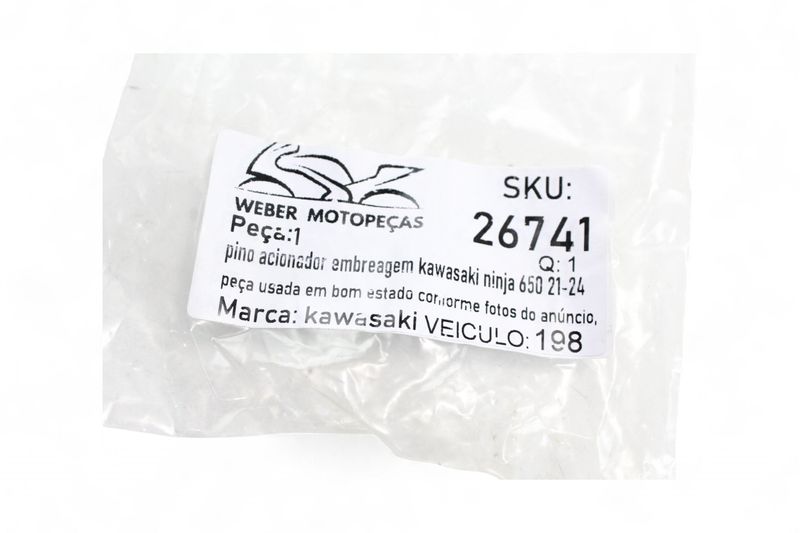 WEBER MOTOPEÇAS
SKU:
26741
Peça:1
Q: 1
pino acionador embreagem kawasaki ninja 650 21-24
peça usada em bom estado conforme fotos do anúncio,
Marca: kawasaki VEICULO: 198